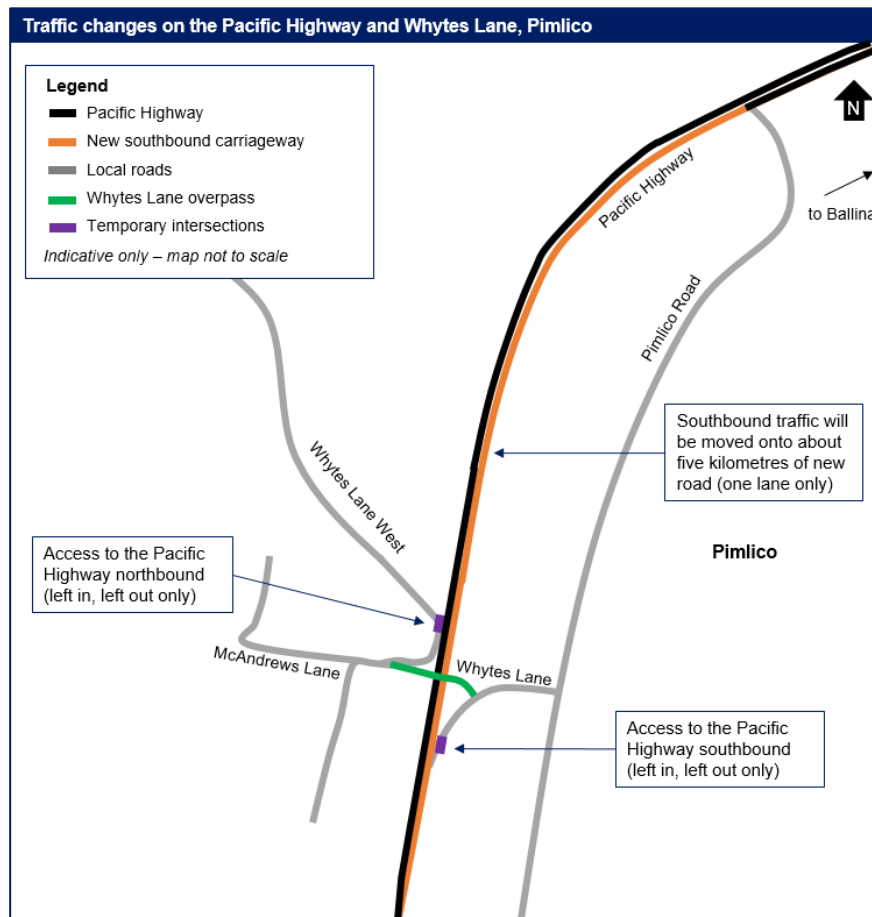 Traffic changes on the Pacific Highway and Whytes Lane, Pimlico
Legend
Pacific Highway
New southbound carriageway
Local roads
Whytes Lane overpass
Temporary intersections
Indicative only – map not to scale
N
Pacific Highway
to Ballina
Pimlico Road
Southbound traffic will
be moved onto about
five kilometres of new
road (one lane only)
Whytes Lane West
Pimlico
Access to the Pacific
Highway northbound
(left in, left out only)
McAndrews Lane
Whytes Lane
Access to the Pacific
Highway southbound
(left in, left out only)